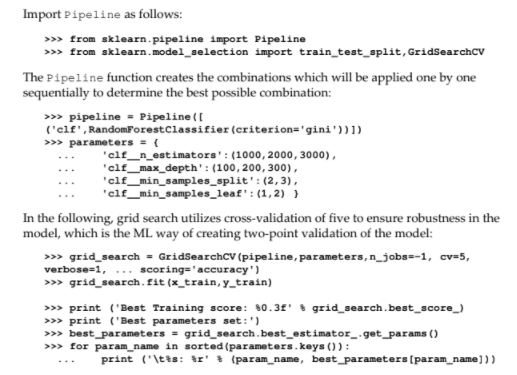 Import Pipeline as follows:
>>> from sklearn.pipeline import Pipeline
>>> from sklearn.model_selection import train_test_split,GridSearchCV
The Pipeline function creates the combinations which will be applied one by one
sequentially to determine the best possible combination:
>>> pipeline = Pipeline([
('clf',RandomForestClassifier(criterion='gini'))])
>>> parameters = {
... 'clf__n_estimators':(1000,2000,3000),
... 'clf__max_depth':(100,200,300),
... 'clf__min_samples_split':(2,3),
... 'clf__min_samples_leaf':(1,2) }
In the following, grid search utilizes cross-validation of five to ensure robustness in the
model, which is the ML way of creating two-point validation of the model:
>>> grid_search = GridSearchCV(pipeline,parameters,n_jobs=-1, cv=5,
verbose=1, ... scoring='accuracy')
>>> grid_search.fit(x_train,y_train)
>>> print ('Best Training score: %0.3f' % grid_search.best_score_)
>>> print ('Best parameters set:')
>>> best_parameters = grid_search.best_estimator_.get_params()
>>> for param_name in sorted(parameters.keys()):
... print ('\t%s: %r' % (param_name, best_parameters[param_name]))